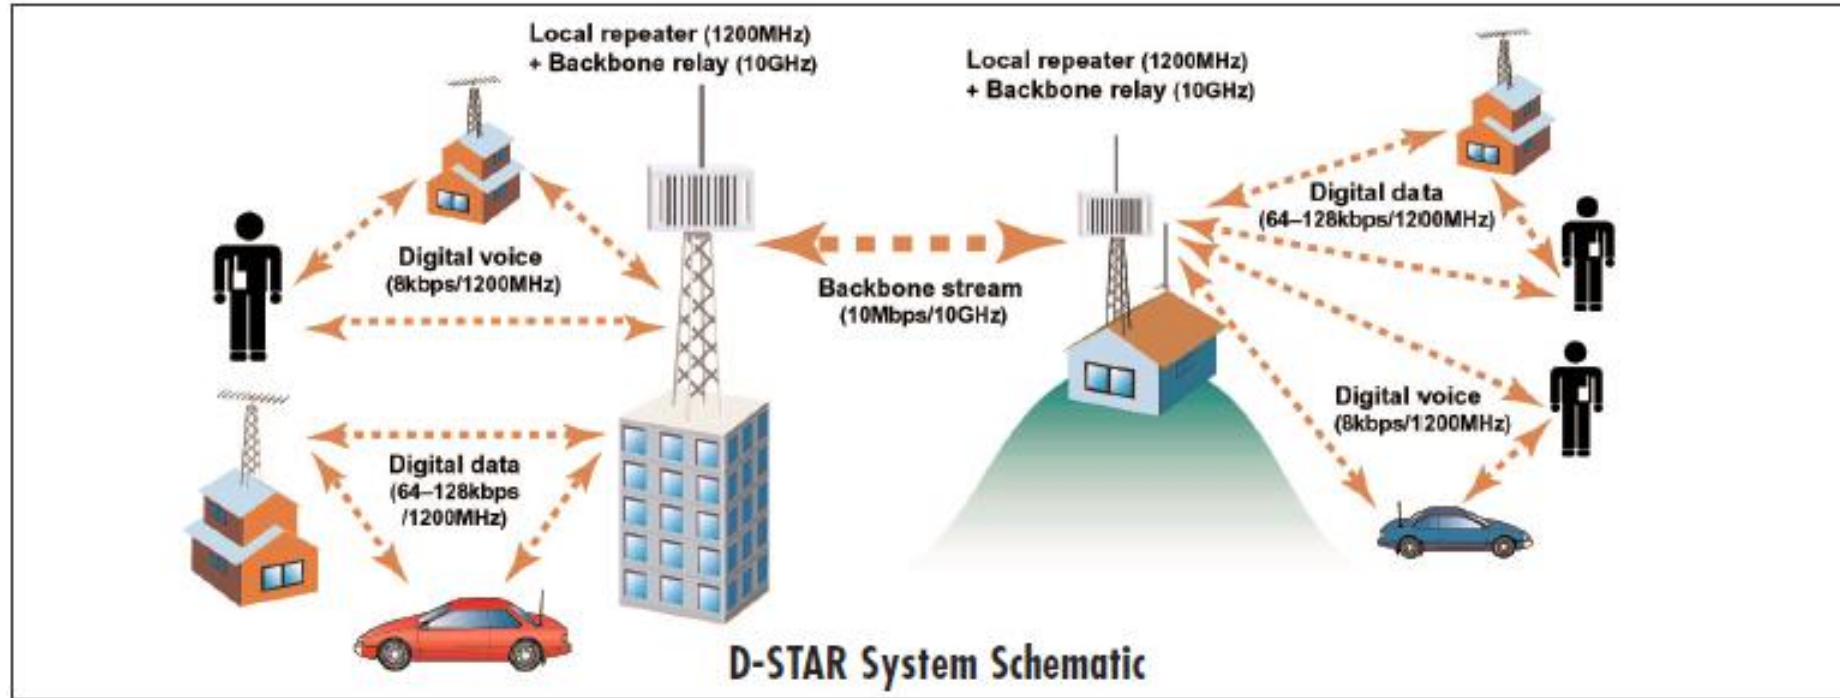 Local repeater (1200MHz)
+ Backbone relay (10GHz)
Local repeater (1200MHz)
+ Backbone relay (10GHz)
Digital voice
(8kbps/1200MHz)
Digital data
(64–128kbps
/1200MHz)
Backbone stream
(10Mbps/10GHz)
Digital data
(64–128kbps/1200MHz)
Digital voice
(8kbps/1200MHz)
D-STAR System Schematic